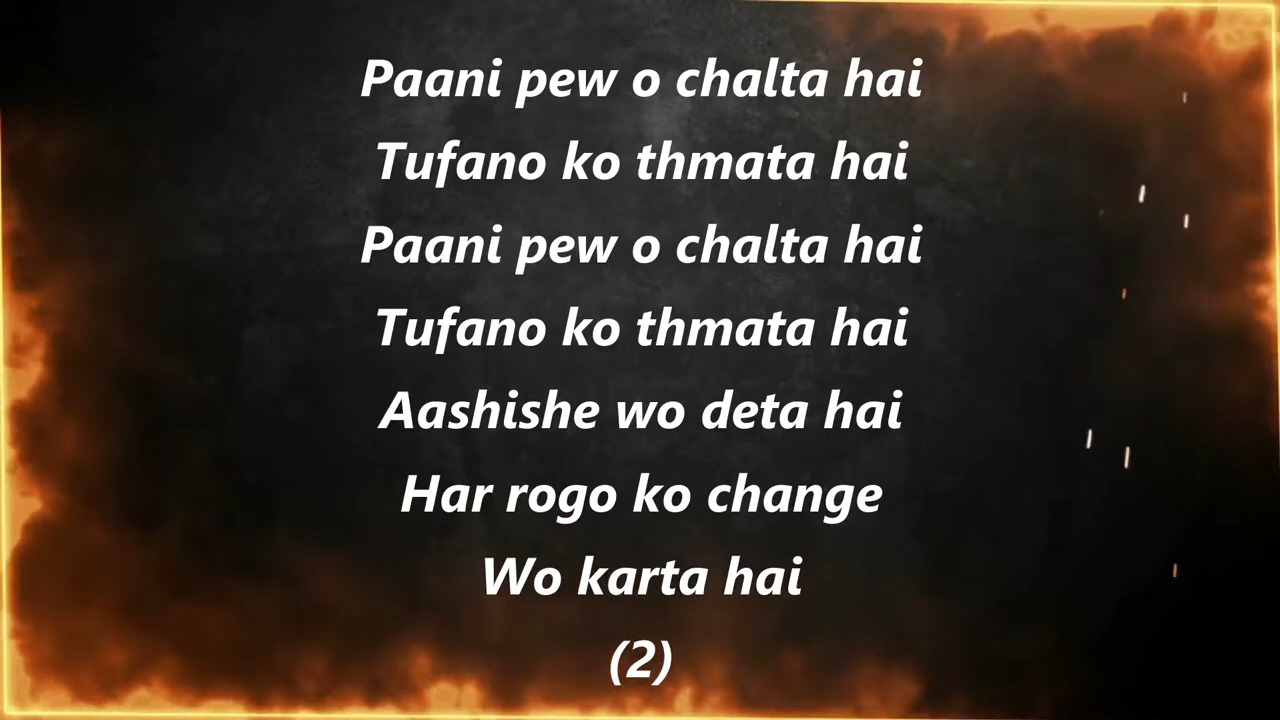 Paani pew o chalta hai
Tufano ko thmata hai
Paani pew o chalta hai
Tufano ko thmata hai
Aashishe wo deta hai
Har rogo ko change
Wo karta hai
(2)